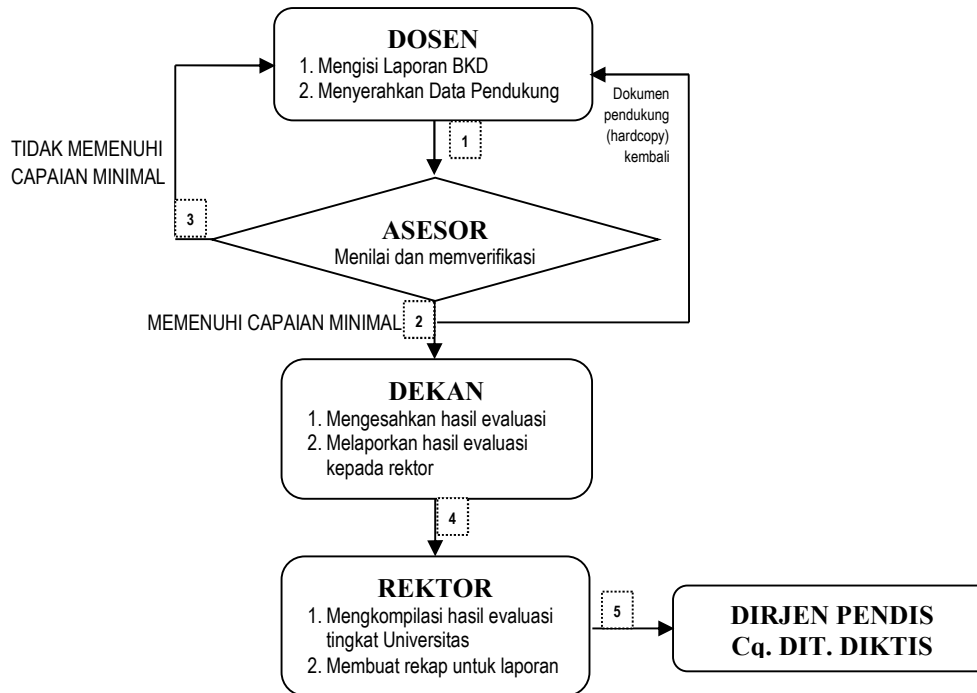 DOSEN
1. Mengisi Laporan BKD
2. Menyerahkan Data Pendukung
Dokumen
pendukung
(hardcopy)
kembali
1
TIDAK MEMENUHI
CAPAIAN MINIMAL
3
ASESOR
Menilai dan memverifikasi
MEMENUHI CAPAIAN MINIMAL
2
DEKAN
1. Mengesahkan hasil evaluasi
2. Melaporkan hasil evaluasi
kepada rektor
4
REKTOR
1. Mengkompilasi hasil evaluasi
tingkat Universitas
2. Membuat rekap untuk laporan
5
DIRJEN PENDIS
Cq. DIT. DIKTIS